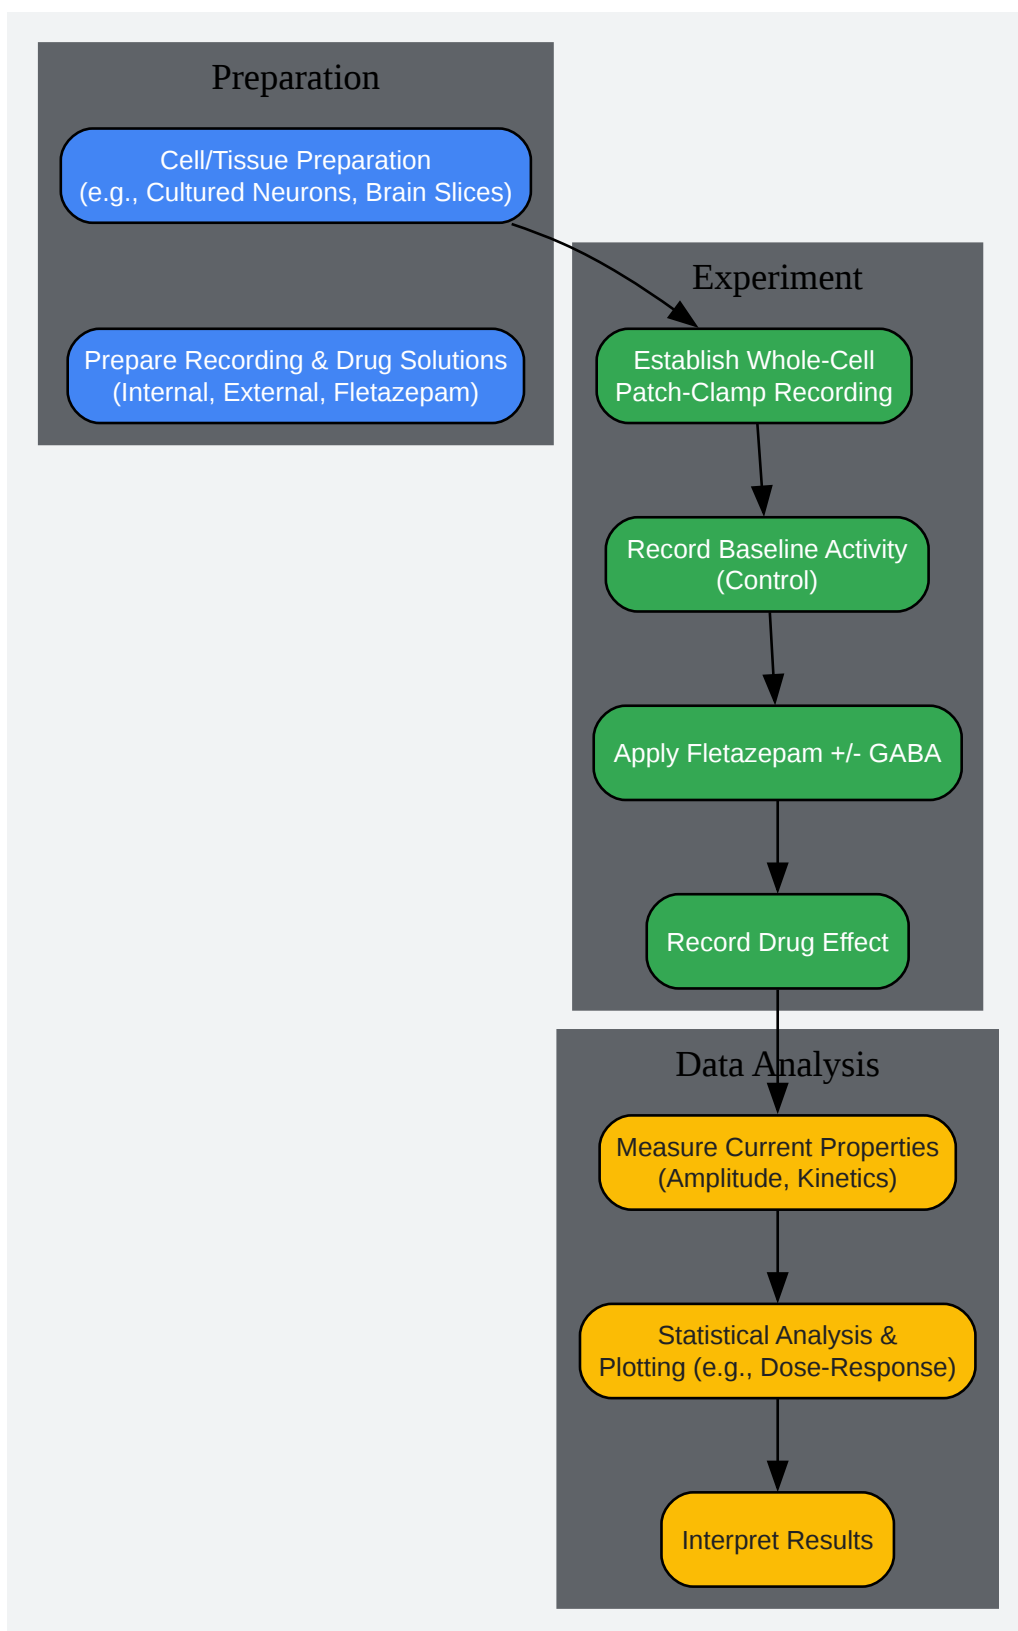 Preparation
Cell/Tissue Preparation
(e.g., Cultured Neurons, Brain Slices)
Prepare Recording & Drug Solutions
(Internal, External, Fletazepam)
Experiment
Establish Whole-Cell
Patch-Clamp Recording
Record Baseline Activity
(Control)
Apply Fletazepam +/- GABA
Record Drug Effect
Data Analysis
Measure Current Properties
(Amplitude, Kinetics)
Statistical Analysis &
Plotting (e.g., Dose-Response)
Interpret Results